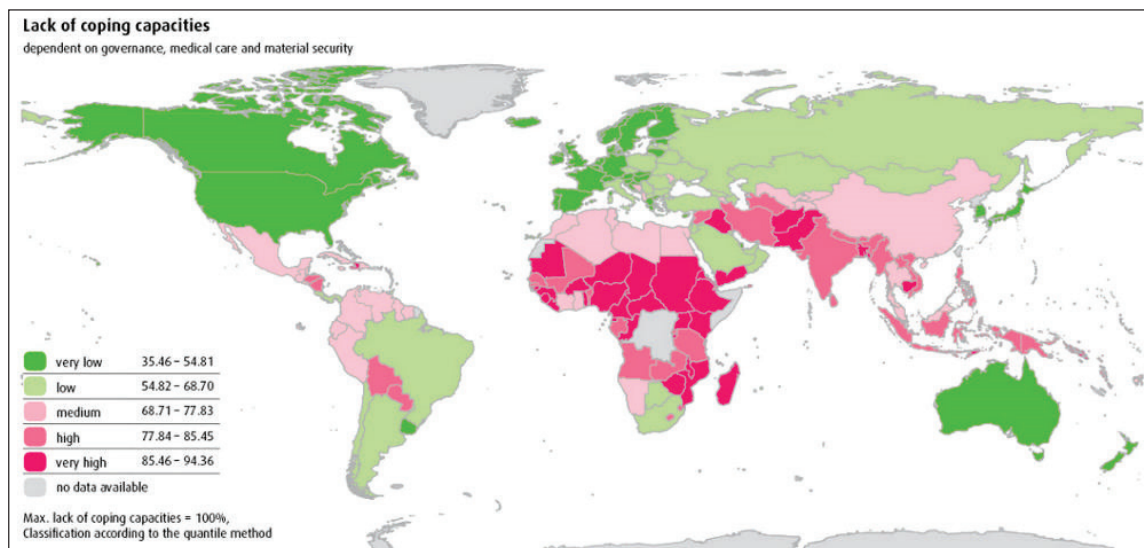 Lack of coping capacities
dependent on governance, medical care and material security
very low 35.46 – 54.81
low 54.82 – 68.70
medium 68.71 – 77.83
high 77.84 – 85.45
very high 85.46 – 94.36
no data available
Max. lack of coping capacities = 100%,
Classification according to the quantile method